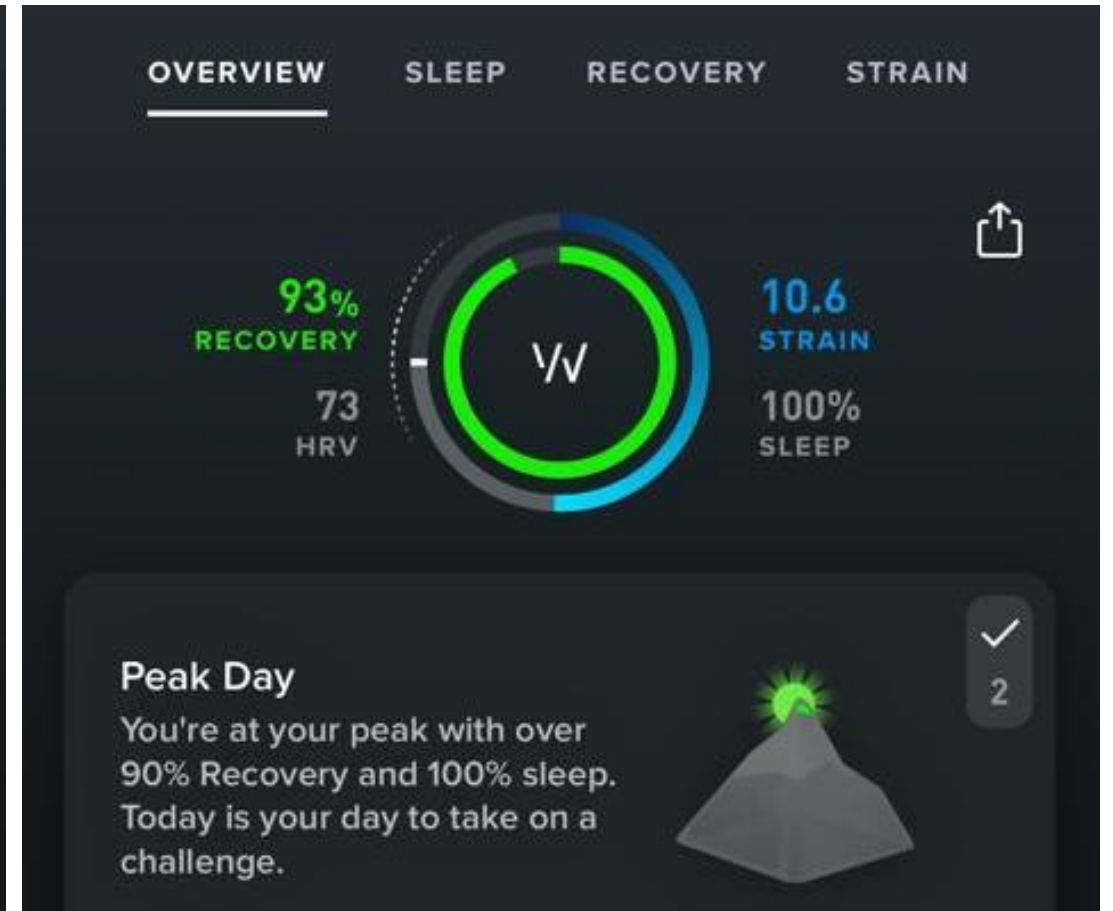 OVERVIEW SLEEP RECOVERY STRAIN
93%
RECOVERY
73
HRV
10.6
STRAIN
100%
SLEEP
Peak Day
You're at your peak with over
90% Recovery and 100% sleep.
Today is your day to take on a
challenge.
2